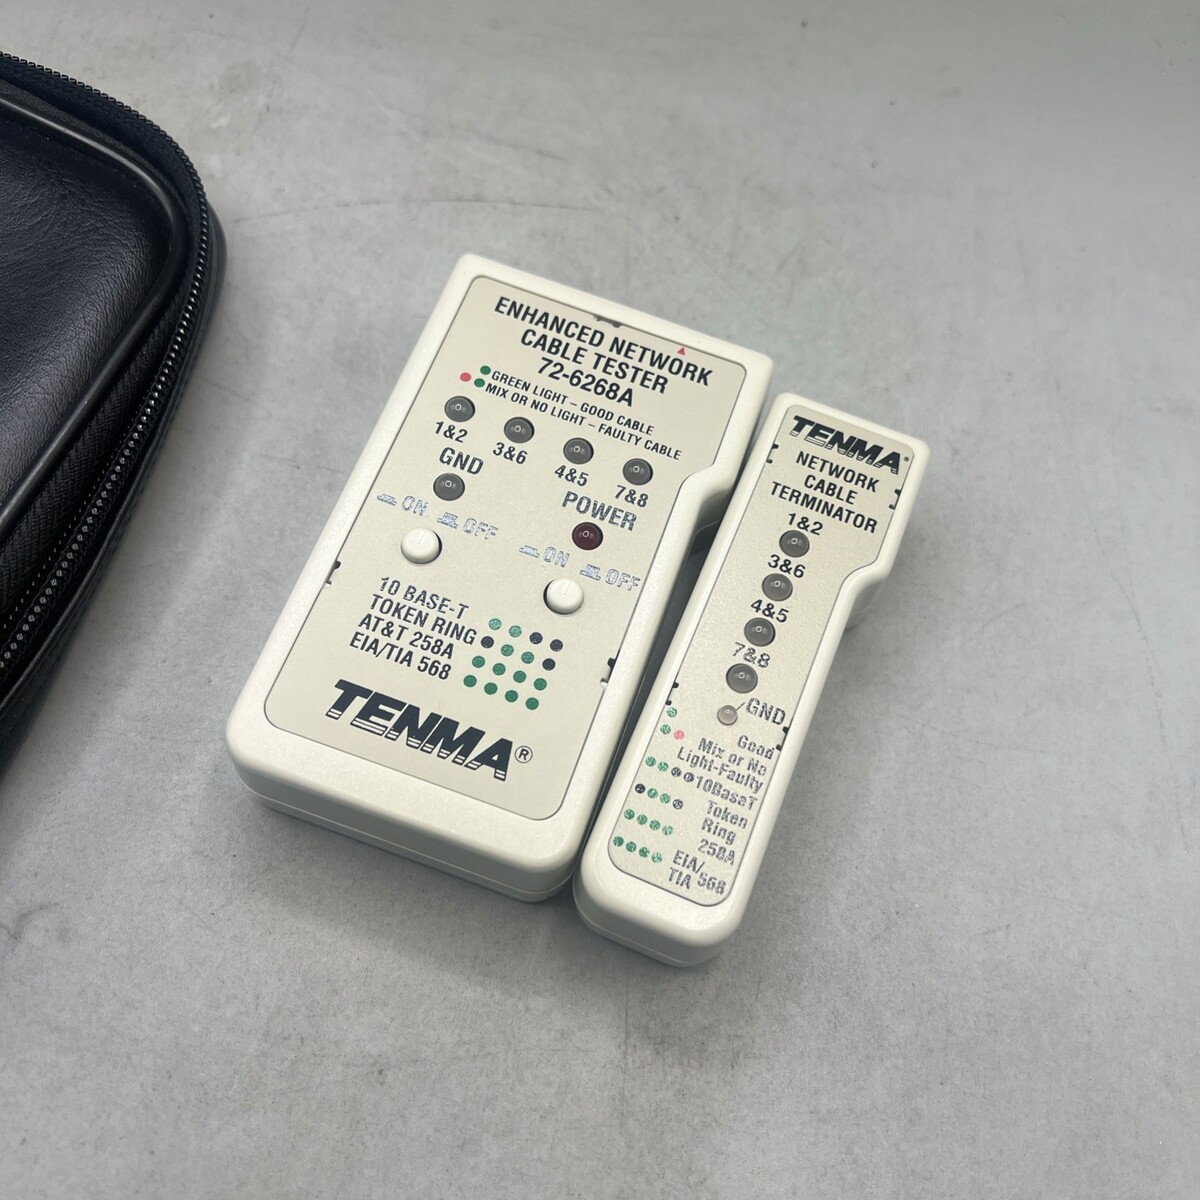 ENHANCED NETWORK
CABLE TESTER
72-6268A
GREEN LIGHT – GOOD CABLE
MIX OR NO LIGHT – FAULTY CABLE
1&2 3&6 4&5 7&8
GND
POWER
ON OFF
ON OFF
10 BASE-T
TOKEN RING
AT&T 258A
EIA/TIA 568
TENMA®
TENMA
NETWORK
CABLE
TERMINATOR
1&2
3&6
4&5
7&8
GND
Good
Mix or No
Light-Faulty
10BaseT
Token
Ring
258A
EIA/
TIA 568